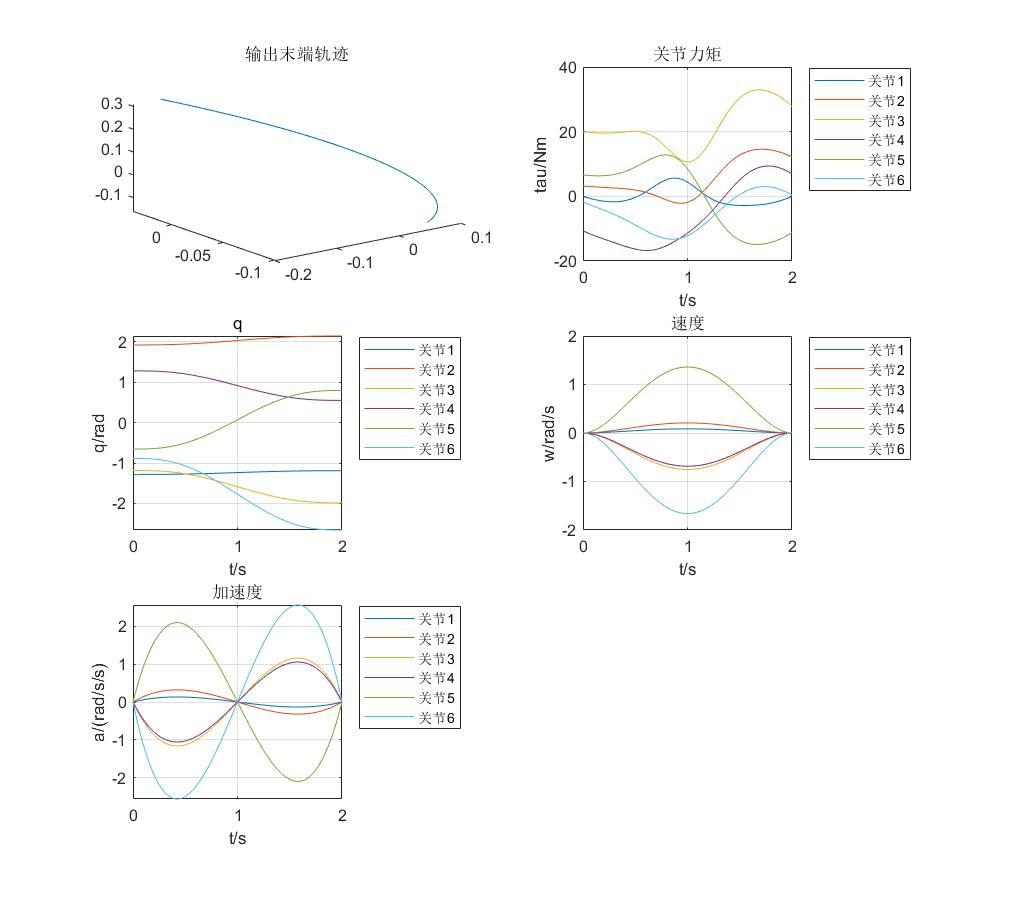 输出末端轨迹
0.3
0.2
0.1
0
-0.1
0
-0.05
-0.1
-0.2
-0.1
0
0.1
关节力矩
40
20
0
-20
tau/Nm
0
1
2
t/s
关节1
关节2
关节3
关节4
关节5
关节6
q
2
1
0
-1
-2
q/rad
0
1
2
t/s
关节1
关节2
关节3
关节4
关节5
关节6
速度
2
1
0
-1
-2
w/rad/s
0
1
2
t/s
关节1
关节2
关节3
关节4
关节5
关节6
加速度
2
1
0
-1
-2
a/(rad/s/s)
0
1
2
t/s
关节1
关节2
关节3
关节4
关节5
关节6